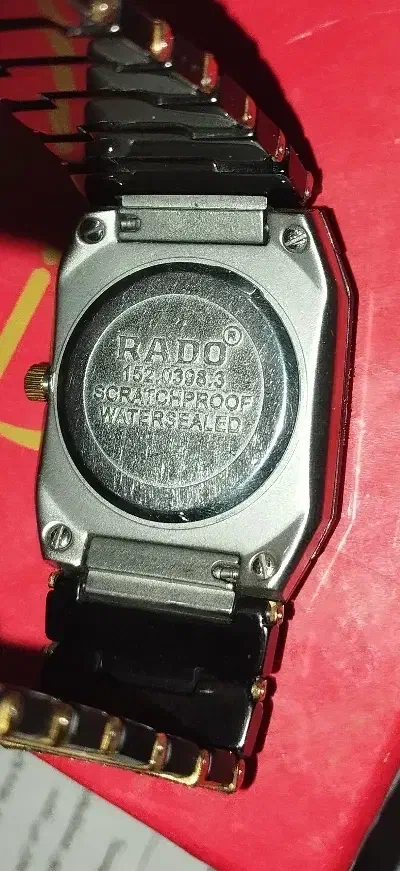 RADO®
152.0398.3
SCRATCHPROOF
WATERSEALED